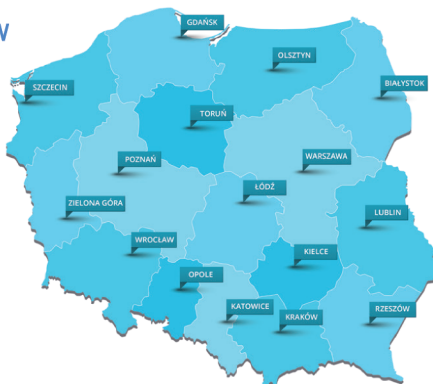 W
GDAŃSK
OLSZTYN
SZCZECIN
BIAŁYSTOK
TORUŃ
POZNAŃ
WARSZAWA
ŁÓDŹ
ZIELONA GÓRA
LUBLIN
WROCŁAW
KIELCE
OPOLE
KATOWICE
KRAKÓW
RZESZÓW